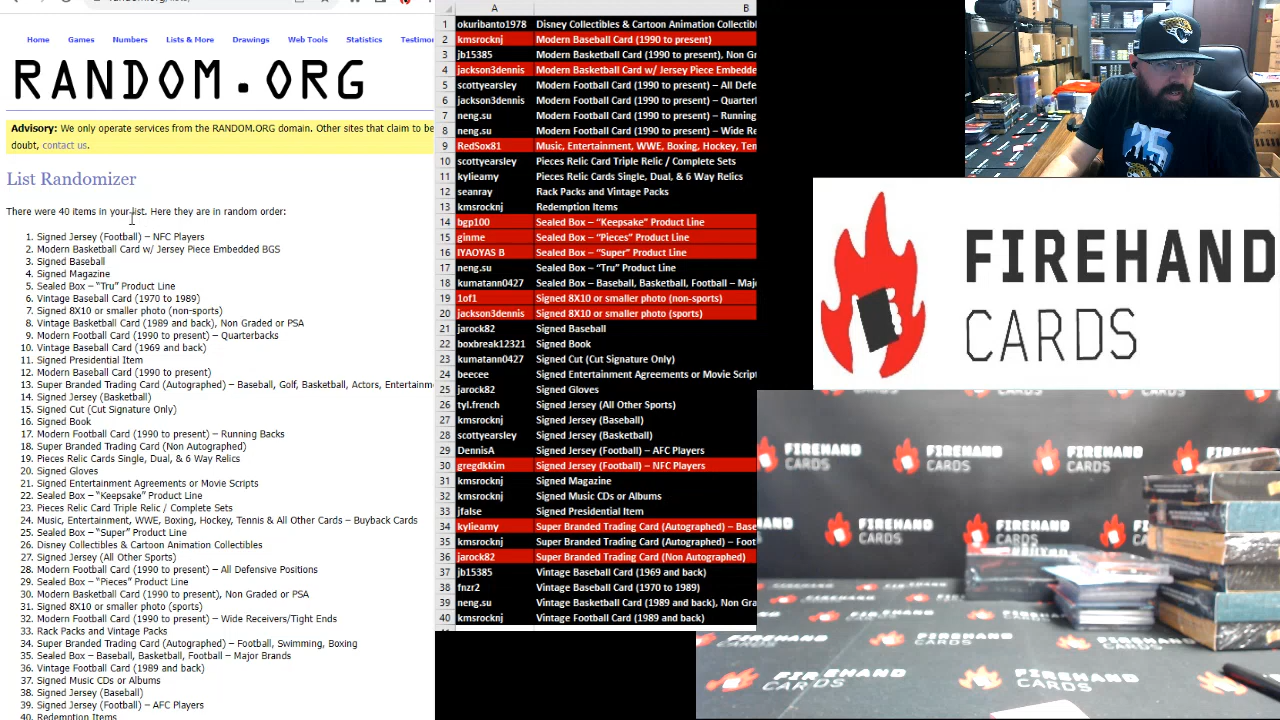 Home Games Numbers Lists & More Drawings Web Tools Statistics Testimo
RANDOM.ORG
Advisory: We only operate services from the RANDOM.ORG domain. Other sites that claim to be
doubt, contact us.
List Randomizer
There were 40 items in your list. Here they are in random order:
1. Signed Jersey (Football) – NFC Players
2. Modern Basketball Card w/ Jersey Piece Embedded BGS
3. Signed Baseball
4. Signed Magazine
5. Sealed Box – “Tru” Product Line
6. Vintage Baseball Card (1970 to 1989)
7. Signed 8X10 or smaller photo (non-sports)
8. Vintage Basketball Card (1989 and back), Non Graded or PSA
9. Modern Football Card (1990 to present) – Quarterbacks
10. Vintage Baseball Card (1969 and back)
11. Signed Presidential Item
12. Modern Baseball Card (1990 to present)
13. Super Branded Trading Card (Autographed) – Baseball, Golf, Basketball, Actors, Entertainm
14. Signed Jersey (Basketball)
15. Signed Cut (Cut Signature Only)
16. Signed Book
17. Modern Football Card (1990 to present) – Running Backs
18. Super Branded Trading Card (Non Autographed)
19. Pieces Relic Cards Single, Dual, & 6 Way Relics
20. Signed Gloves
21. Signed Entertainment Agreements or Movie Scripts
22. Sealed Box – “Keepsake” Product Line
23. Pieces Relic Card Triple Relic / Complete Sets
24. Music, Entertainment, WWE, Boxing, Hockey, Tennis & All Other Cards – Buyback Cards
25. Sealed Box – “Super” Product Line
26. Disney Collectibles & Cartoon Animation Collectibles
27. Signed Jersey (All Other Sports)
28. Modern Football Card (1990 to present) – All Defensive Positions
29. Sealed Box – “Pieces” Product Line
30. Modern Basketball Card (1990 to present), Non Graded or PSA
31. Signed 8X10 or smaller photo (sports)
32. Modern Football Card (1990 to present) – Wide Receivers/Tight Ends
33. Rack Packs and Vintage Packs
34. Super Branded Trading Card (Autographed) – Football, Swimming, Boxing
35. Sealed Box – Baseball, Basketball, Football – Major Brands
36. Vintage Football Card (1989 and back)
37. Signed Music CDs or Albums
38. Signed Jersey (Baseball)
39. Signed Jersey (Football) – AFC Players
40. Redemption Items
A B
1 okuribanto1978 Disney Collectibles & Cartoon Animation Collectibl
2 kmsrocknj Modern Baseball Card (1990 to present)
3 jb15385 Modern Basketball Card (1990 to present), Non Gr
4 jackson3dennis Modern Basketball Card w/ Jersey Piece Embedde
5 scottyearsley Modern Football Card (1990 to present) – All Defe
6 jackson3dennis Modern Football Card (1990 to present) – Quarterl
7 neng.su Modern Football Card (1990 to present) – Running
8 neng.su Modern Football Card (1990 to present) – Wide Re
9 RedSox81 Music, Entertainment, WWE, Boxing, Hockey, Ten
10 scottyearsley Pieces Relic Card Triple Relic / Complete Sets
11 kylieamy Pieces Relic Cards Single, Dual, & 6 Way Relics
12 seanray Rack Packs and Vintage Packs
13 kmsrocknj Redemption Items
14 bgp100 Sealed Box – “Keepsake” Product Line
15 ginme Sealed Box – “Pieces” Product Line
16 IYAOYAS B Sealed Box – “Super” Product Line
17 neng.su Sealed Box – “Tru” Product Line
18 kumatann0427 Sealed Box – Baseball, Basketball, Football – Majo
19 1of1 Signed 8X10 or smaller photo (non-sports)
20 jackson3dennis Signed 8X10 or smaller photo (sports)
21 jarock82 Signed Baseball
22 boxbreak12321 Signed Book
23 kumatann0427 Signed Cut (Cut Signature Only)
24 beecee Signed Entertainment Agreements or Movie Script
25 jarock82 Signed Gloves
26 tyl.french Signed Jersey (All Other Sports)
27 kmsrocknj Signed Jersey (Baseball)
28 scottyearsley Signed Jersey (Basketball)
29 DennisA Signed Jersey (Football) – AFC Players
30 gregdkkim Signed Jersey (Football) – NFC Players
31 kmsrocknj Signed Magazine
32 kmsrocknj Signed Music CDs or Albums
33 jfalse Signed Presidential Item
34 kylieamy Super Branded Trading Card (Autographed) – Base
35 kmsrocknj Super Branded Trading Card (Autographed) – Foot
36 jarock82 Super Branded Trading Card (Non Autographed)
37 jb15385 Vintage Baseball Card (1969 and back)
38 fnzr2 Vintage Baseball Card (1970 to 1989)
39 neng.su Vintage Basketball Card (1989 and back), Non Gra
40 kmsrocknj Vintage Football Card (1989 and back)
FIREHAND
CARDS
FIREHAND
CARDS
FIREHAND
CARDS
FIREHAND
CARDS